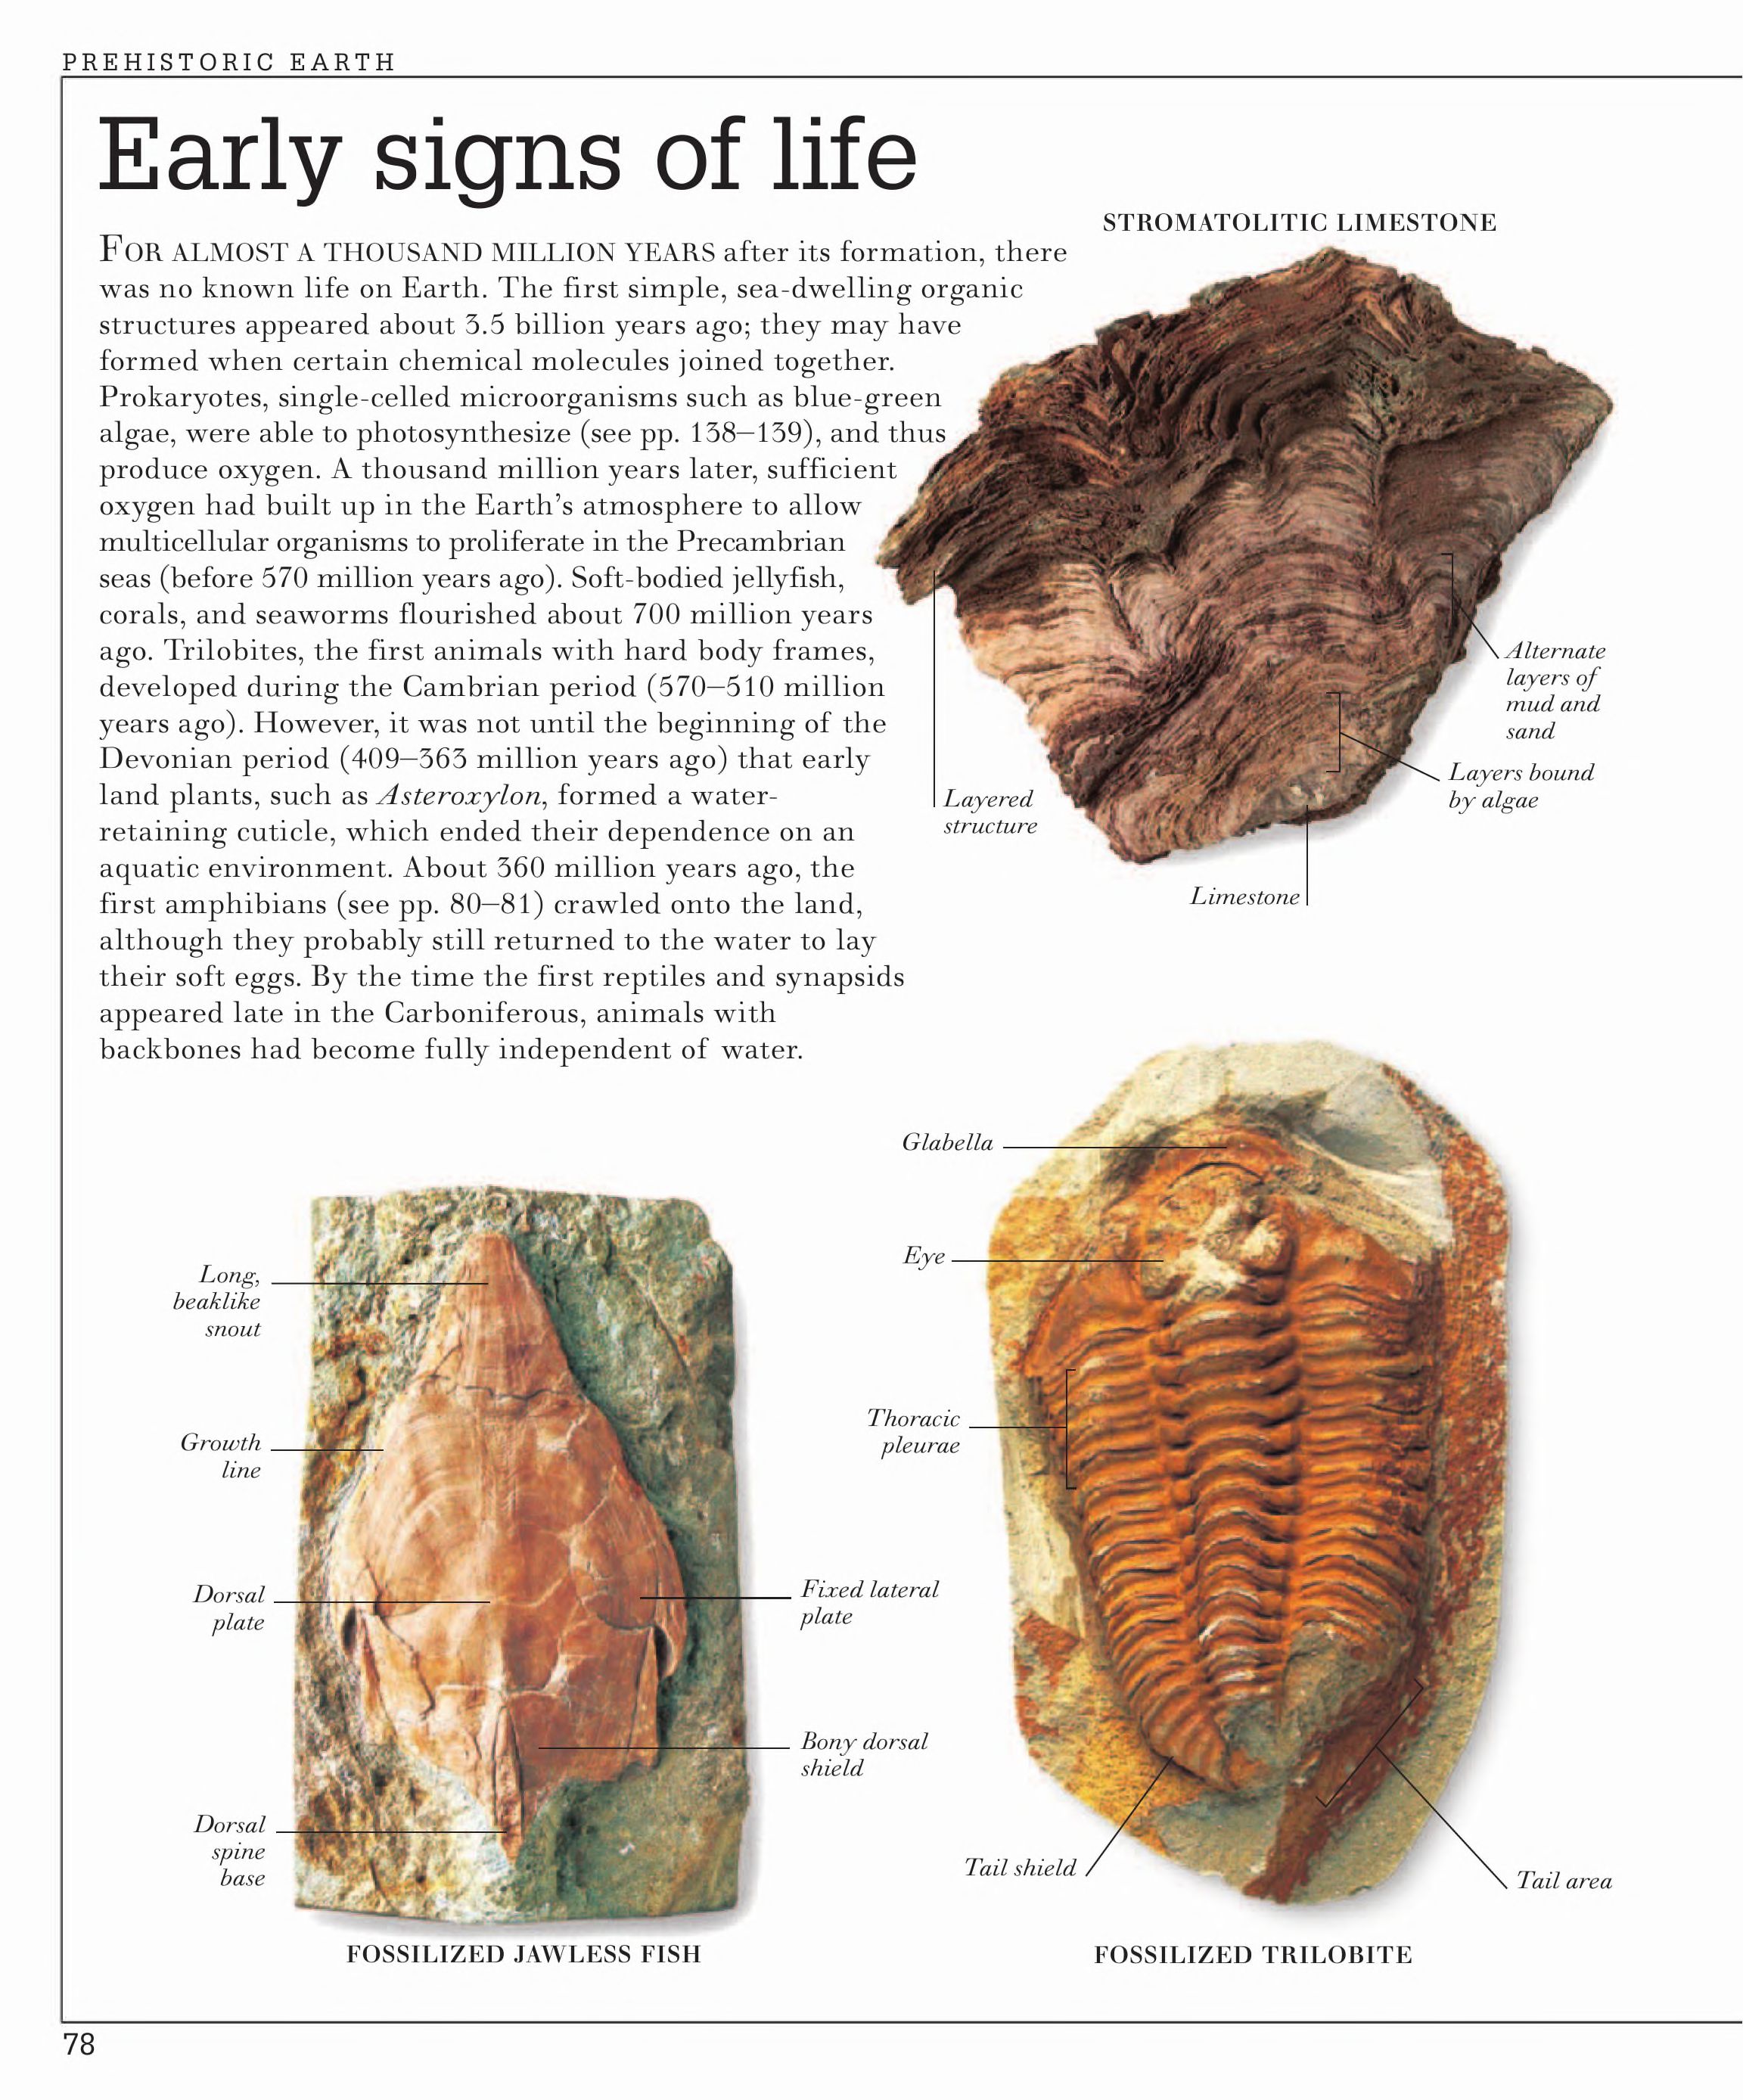 PREHISTORIC EARTH
Early signs of life
FOR ALMOST A THOUSAND MILLION YEARS after its formation, there
was no known life on Earth. The first simple, sea-dwelling organic
structures appeared about 3.5 billion years ago; they may have
formed when certain chemical molecules joined together.
Prokaryotes, single-celled microorganisms such as blue-green
algae, were able to photosynthesize (see pp. 138–139), and thus
produce oxygen. A thousand million years later, sufficient
oxygen had built up in the Earth's atmosphere to allow
multicellular organisms to proliferate in the Precambrian
seas (before 570 million years ago). Soft-bodied jellyfish,
corals, and seaworms flourished about 700 million years
ago. Trilobites, the first animals with hard body frames,
developed during the Cambrian period (570–510 million
years ago). However, it was not until the beginning of the
Devonian period (409–363 million years ago) that early
land plants, such as Asteroxylon, formed a water-
retaining cuticle, which ended their dependence on an
aquatic environment. About 360 million years ago, the
first amphibians (see pp. 80–81) crawled onto the land,
although they probably still returned to the water to lay
their soft eggs. By the time the first reptiles and synapsids
appeared late in the Carboniferous, animals with
backbones had become fully independent of water.
STROMATOLITIC LIMESTONE
Alternate
layers of
mud and
sand
Layers bound
by algae
Layered
structure
Limestone
Long,
beaklike
snout
Growth
line
Dorsal
plate
Dorsal
spine
base
Fixed lateral
plate
Bony dorsal
shield
FOSSILIZED JAWLESS FISH
Glabella
Eye
Thoracic
pleurae
Tail shield
Tail area
FOSSILIZED TRILOBITE
78